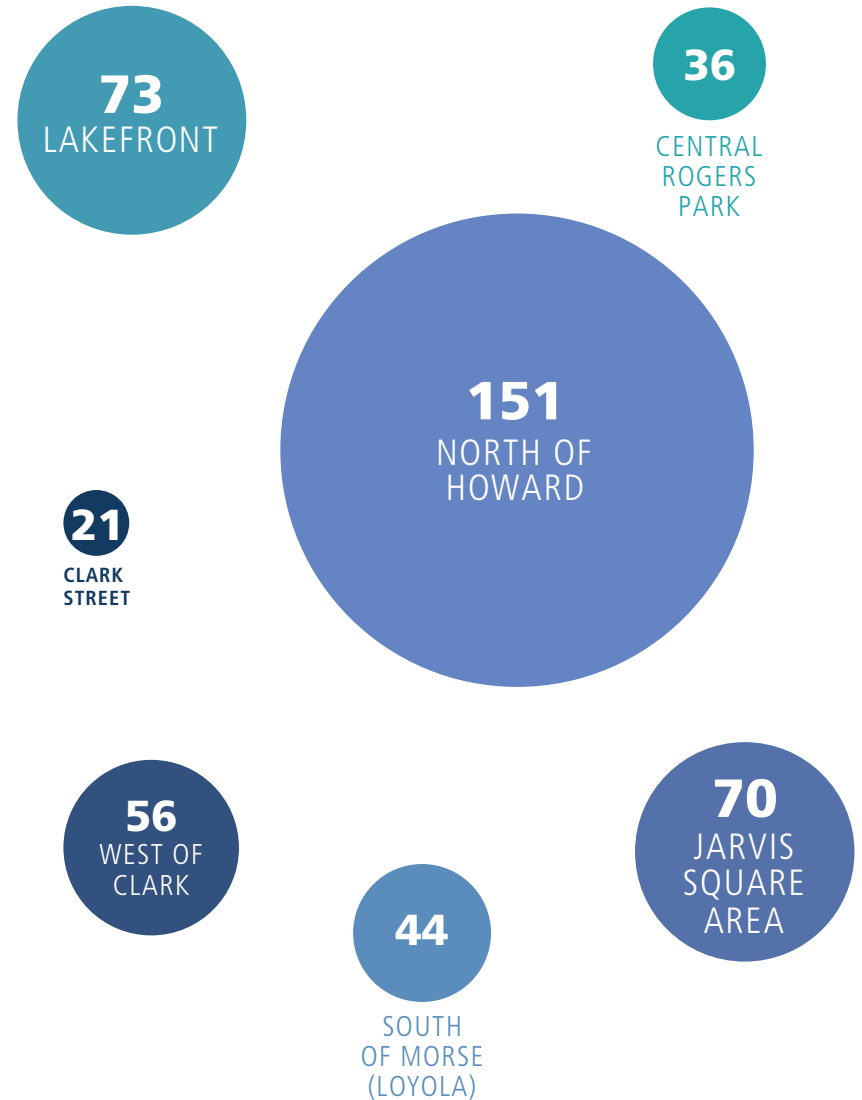 73
LAKEFRONT
36
CENTRAL
ROGERS
PARK
151
NORTH OF
HOWARD
21
CLARK
STREET
56
WEST OF
CLARK
70
JARVIS
SQUARE
AREA
44
SOUTH
OF MORSE
(LOYOLA)